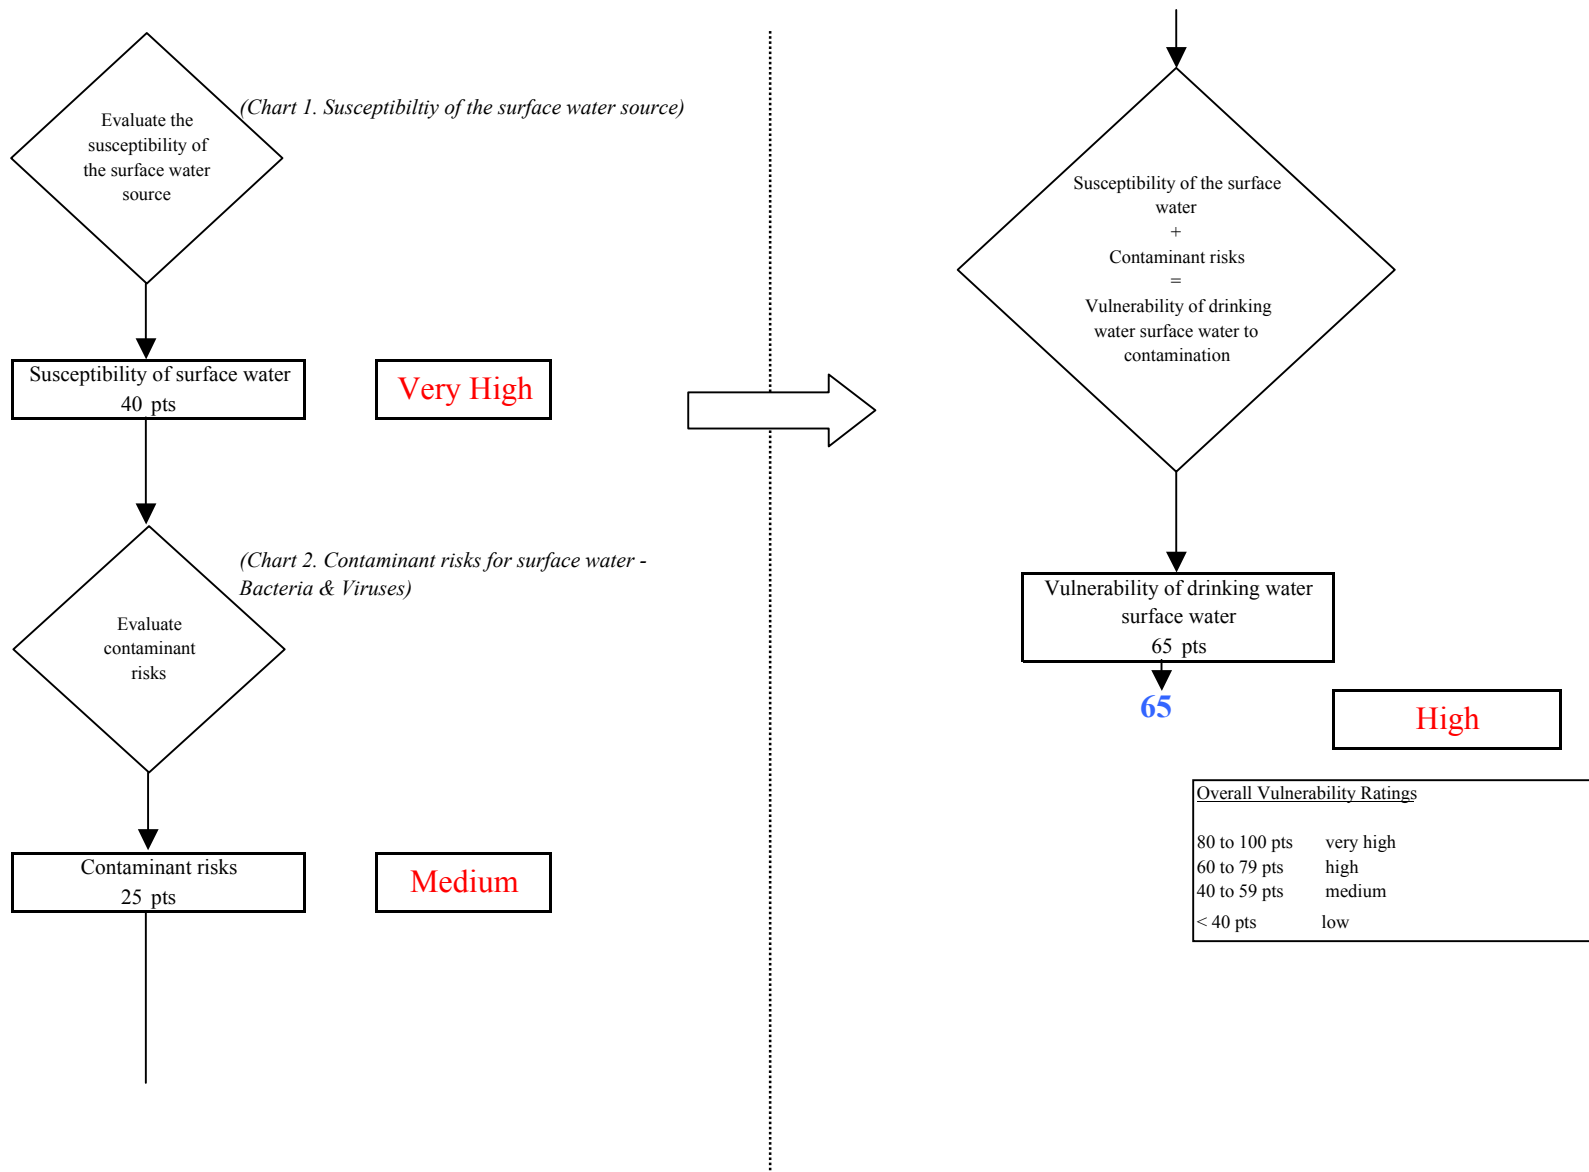 Evaluate the
susceptibility of
the surface water
source
(Chart 1. Susceptibiltiy of the surface water source)
Susceptibility of surface water
40 pts
Very High
(Chart 2. Contaminant risks for surface water -
Bacteria & Viruses)
Evaluate
contaminant
risks
Contaminant risks
25 pts
Medium
Susceptibility of the surface
water
+
Contaminant risks
=
Vulnerability of drinking
water surface water to
contamination
Vulnerability of drinking water
surface water
65 pts
65
High
Overall Vulnerability Ratings
80 to 100 pts very high
60 to 79 pts high
40 to 59 pts medium
< 40 pts low